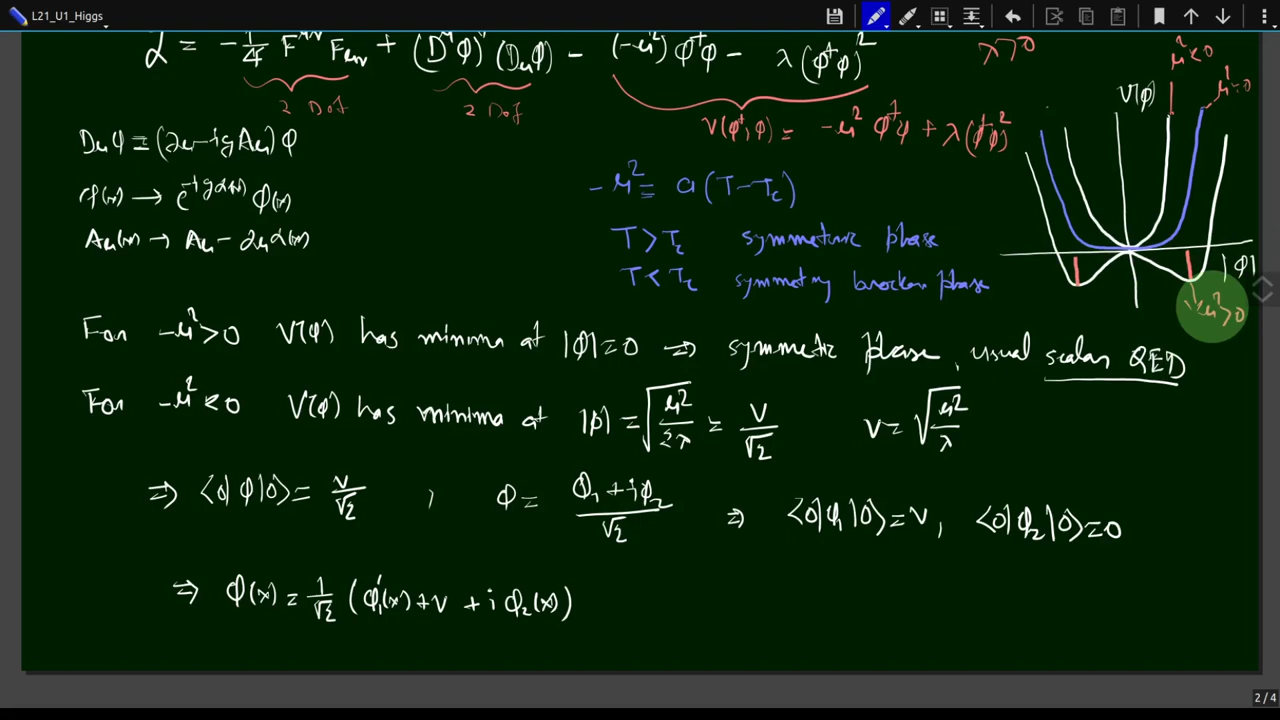 L21_U1_Higgs
L = -1/4 F^μν F_μν + (D^μ φ)^† (D_μ φ) - (-μ²) φ†φ - λ (φ†φ)²
λ>0
μ²<0
μ²=0
V(φ)
2 DoF
2 DoF
V(φ†,φ) = -μ² φ†φ + λ(φ†φ)²
D_μ φ ≡ (∂_μ - ig A_μ) φ
-μ² = a (T - T_c)
φ(x) → e^{-igα(x)} φ(x)
T > T_c symmetric phase
A_μ(x) → A_μ - ∂_μ α(x)
T < T_c symmetry broken phase
|φ|
μ²>0
For -μ²>0 V(φ) has minima at |φ|=0 ⇒ symmetric phase, usual scalar QED
For -μ²<0 V(φ) has minima at |φ| = √(μ²/2λ) = v/√2 v = √(μ²/λ)
⇒ ⟨0|φ|0⟩ = v/√2 , φ = (φ₁+iφ₂)/√2 ⇒ ⟨0|φ₁|0⟩ = v, ⟨0|φ₂|0⟩ = 0
⇒ φ(x) = 1/√2 (φ₁'(x) + v + i φ₂(x))
2/4